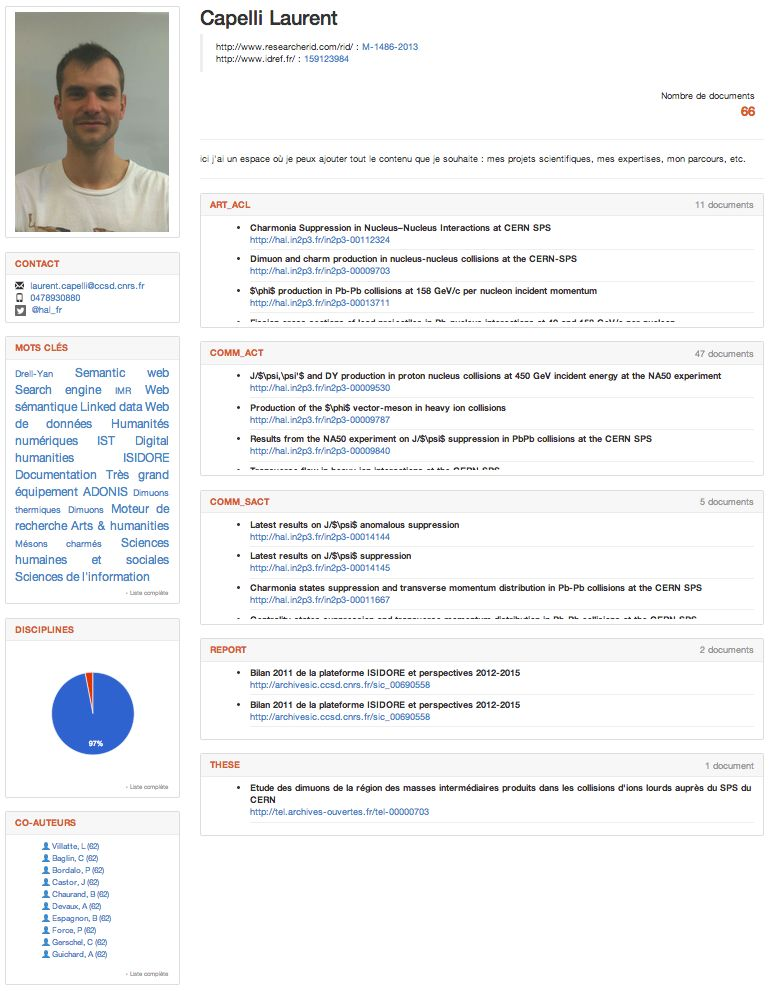 Capelli Laurent
http://www.researcherid.com/rid/ : M-1486-2013
http://www.idref.fr/ : 159123984
Nombre de documents
66
ici j'ai un espace où je peux ajouter tout le contenu que je souhaite : mes projets scientifiques, mes expertises, mon parcours, etc.
CONTACT
laurent.capelli@ccsd.cnrs.fr
0478930880
@hal_fr
MOTS CLÉS
Drell-Yan Semantic web
Search engine IMR Web
sémantique Linked data Web
de données Humanités
numériques IST Digital
humanities ISIDORE
Documentation Très grand
équipement ADONIS Dimuons
thermiques Dimuons Moteur de
recherche Arts & humanities
Mésons charmés Sciences
humaines et sociales
Sciences de l'information
› Liste complète
DISCIPLINES
97%
› Liste complète
CO-AUTEURS
Villatte, L (62)
Baglin, C (62)
Bordalo, P (62)
Castor, J (62)
Chaurand, B (62)
Devaux, A (62)
Espagnon, B (62)
Force, P (62)
Gerschel, C (62)
Guichard, A (62)
› Liste complète
ART_ACL 11 documents
• Charmonia Suppression in Nucleus–Nucleus Interactions at CERN SPS
http://hal.in2p3.fr/in2p3-00112324
• Dimuon and charm production in nucleus-nucleus collisions at the CERN-SPS
http://hal.in2p3.fr/in2p3-00009703
• $\phi$ production in Pb-Pb collisions at 158 GeV/c per nucleon incident momentum
http://hal.in2p3.fr/in2p3-00013711
COMM_ACT 47 documents
• J/$\psi,\psi'$ and DY production in proton nucleus collisions at 450 GeV incident energy at the NA50 experiment
http://hal.in2p3.fr/in2p3-00009530
• Production of the $\phi$ vector-meson in heavy ion collisions
http://hal.in2p3.fr/in2p3-00009787
• Results from the NA50 experiment on J/$\psi$ suppression in PbPb collisions at the CERN SPS
http://hal.in2p3.fr/in2p3-00009840
COMM_SACT 5 documents
• Latest results on J/$\psi$ anomalous suppression
http://hal.in2p3.fr/in2p3-00014144
• Latest results on J/$\psi$ suppression
http://hal.in2p3.fr/in2p3-00014145
• Charmonia states suppression and transverse momentum distribution in Pb-Pb collisions at the CERN SPS
http://hal.in2p3.fr/in2p3-00011667
REPORT 2 documents
• Bilan 2011 de la plateforme ISIDORE et perspectives 2012-2015
http://archivesic.ccsd.cnrs.fr/sic_00690558
• Bilan 2011 de la plateforme ISIDORE et perspectives 2012-2015
http://archivesic.ccsd.cnrs.fr/sic_00690558
THESE 1 document
• Etude des dimuons de la région des masses intermédiaires produits dans les collisions d'ions lourds auprès du SPS du
CERN
http://tel.archives-ouvertes.fr/tel-00000703